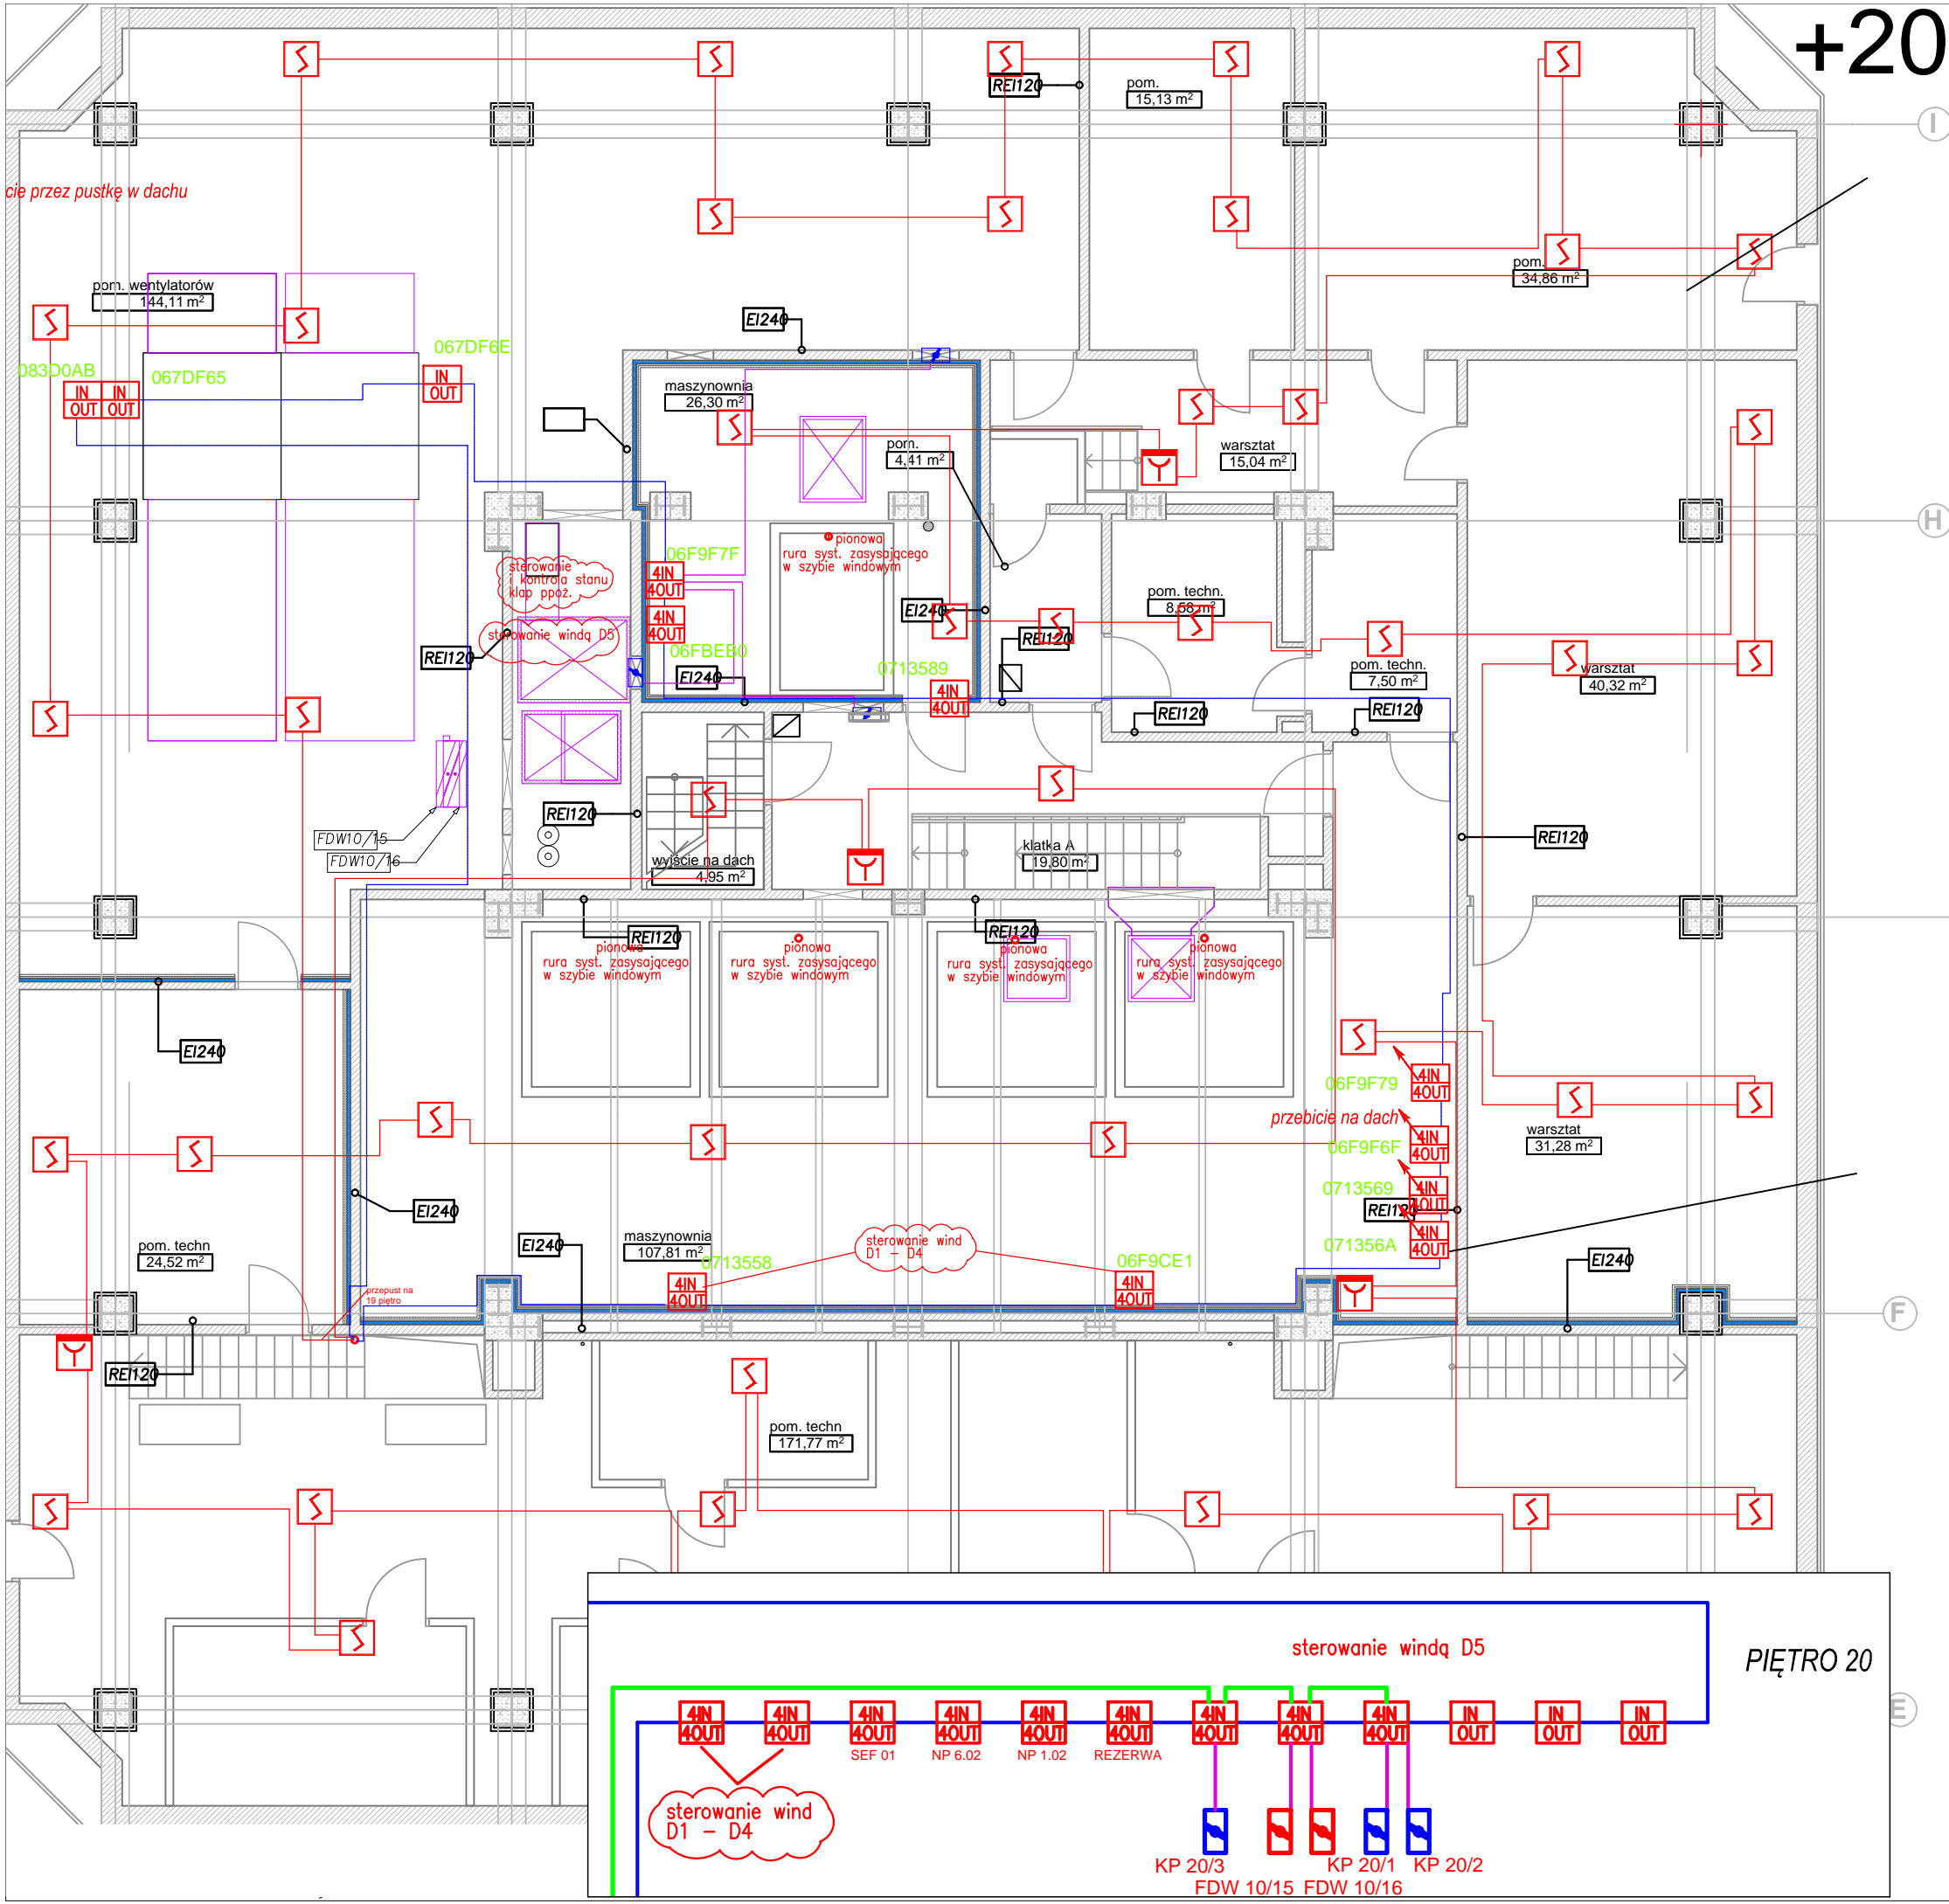 +20
I
REI120
pom.
15,13 m²
cie przez pustkę w dachu
pom.
34,86 m²
pom. wentylatorów
144,11 m²
EI240
067DF6E
083D0AB
067DF65
IN
OUT
IN
OUT
IN
OUT
maszynownia
26,30 m²
pom.
4,41 m²
warsztat
15,04 m²
H
06F9F7F
pionowa
rura syst. zasysającego
w szybie windowym
sterowanie
i kontrola stanu
klap ppoż.
4IN
4OUT
4IN
4OUT
pom. techn.
8,58 m²
EI240
REI120
sterowanie windą D5
REI120
06FBEB0
EI240
0713589
4IN
4OUT
pom. techn.
7,50 m²
warsztat
40,32 m²
REI120
REI120
REI120
FDW10/15
FDW10/16
REI120
wyjście na dach
4,95 m²
klatka A
19,80 m²
REI120
pionowa
rura syst. zasysającego
w szybie windowym
pionowa
rura syst. zasysającego
w szybie windowym
REI120
pionowa
rura syst. zasysającego
w szybie windowym
pionowa
rura syst. zasysającego
w szybie windowym
EI240
06F9F79
4IN
4OUT
przebicie na dach
06F9F6F
4IN
4OUT
warsztat
31,28 m²
0713569
4IN
4OUT
REI120
071356A
4IN
4OUT
EI240
EI240
pom. techn
24,52 m²
EI240
maszynownia
107,81 m²
0713558
4IN
4OUT
sterowanie wind
D1 - D4
06F9CE1
4IN
4OUT
przepust na
19 piętro
F
REI120
pom. techn
171,77 m²
sterowanie windą D5
PIĘTRO 20
E
4IN
4OUT
4IN
4OUT
4IN
4OUT
4IN
4OUT
4IN
4OUT
4IN
4OUT
4IN
4OUT
4IN
4OUT
4IN
4OUT
IN
OUT
IN
OUT
IN
OUT
SEF 01
NP 6.02
NP 1.02
REZERWA
sterowanie wind
D1 - D4
KP 20/3
KP 20/1
KP 20/2
FDW 10/15
FDW 10/16